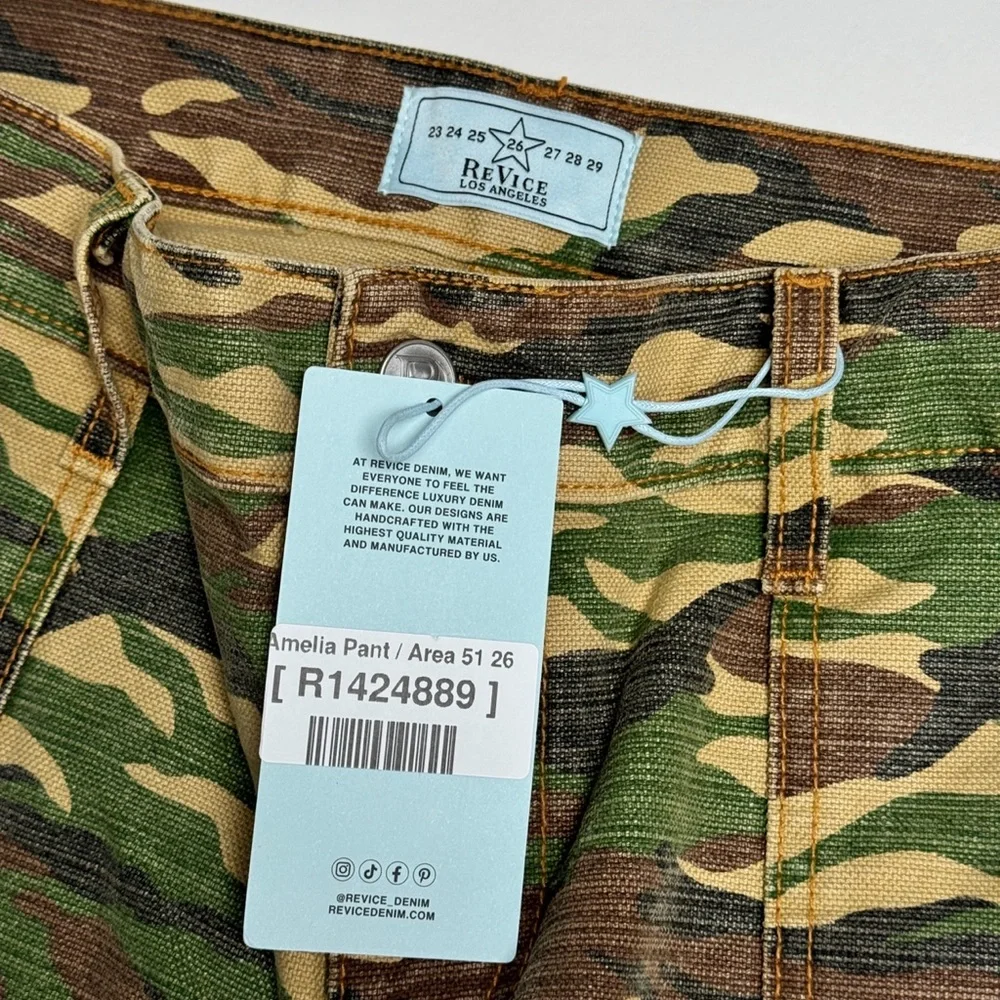 23 24 25 26 27 28 29
REVICE
LOS ANGELES
AT REVICE DENIM, WE WANT
EVERYONE TO FEEL THE
DIFFERENCE LUXURY DENIM
CAN MAKE. OUR DESIGNS ARE
HANDCRAFTED WITH THE
HIGHEST QUALITY MATERIAL
AND MANUFACTURED BY US.
Amelia Pant / Area 51 26
[ R1424889 ]
@REVICE_DENIM
REVICEDENIM.COM